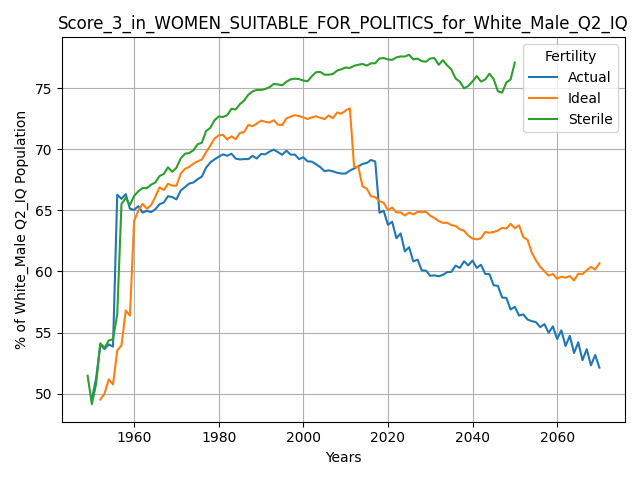 Score_3_in_WOMEN_SUITABLE_FOR_POLITICS_for_White_Male_Q2_IQ
% of White_Male Q2_IQ Population
75
70
65
60
55
50
Fertility
Actual
Ideal
Sterile
1960
1980
2000
2020
2040
2060
Years